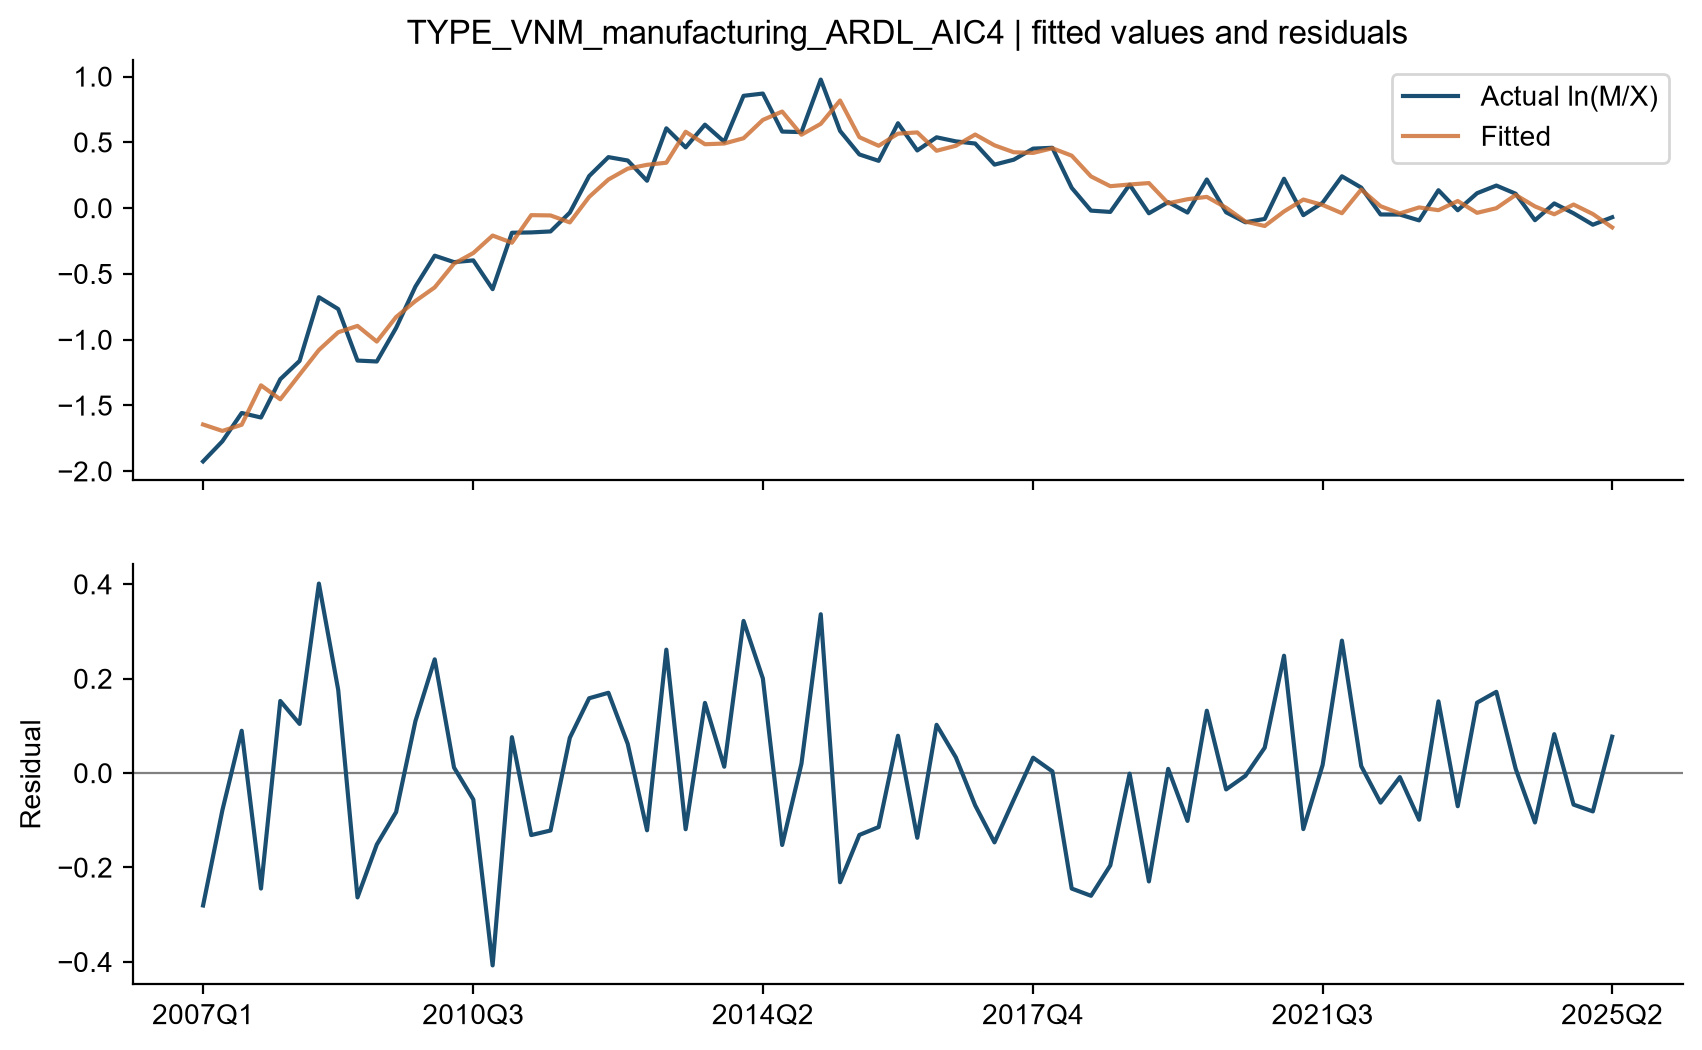 TYPE_VNM_manufacturing_ARDL_AIC4 | fitted values and residuals
1.0
0.5
0.0
−0.5
−1.0
−1.5
−2.0
Actual ln(M/X)
Fitted
0.4
0.2
0.0
−0.2
−0.4
Residual
2007Q1
2010Q3
2014Q2
2017Q4
2021Q3
2025Q2